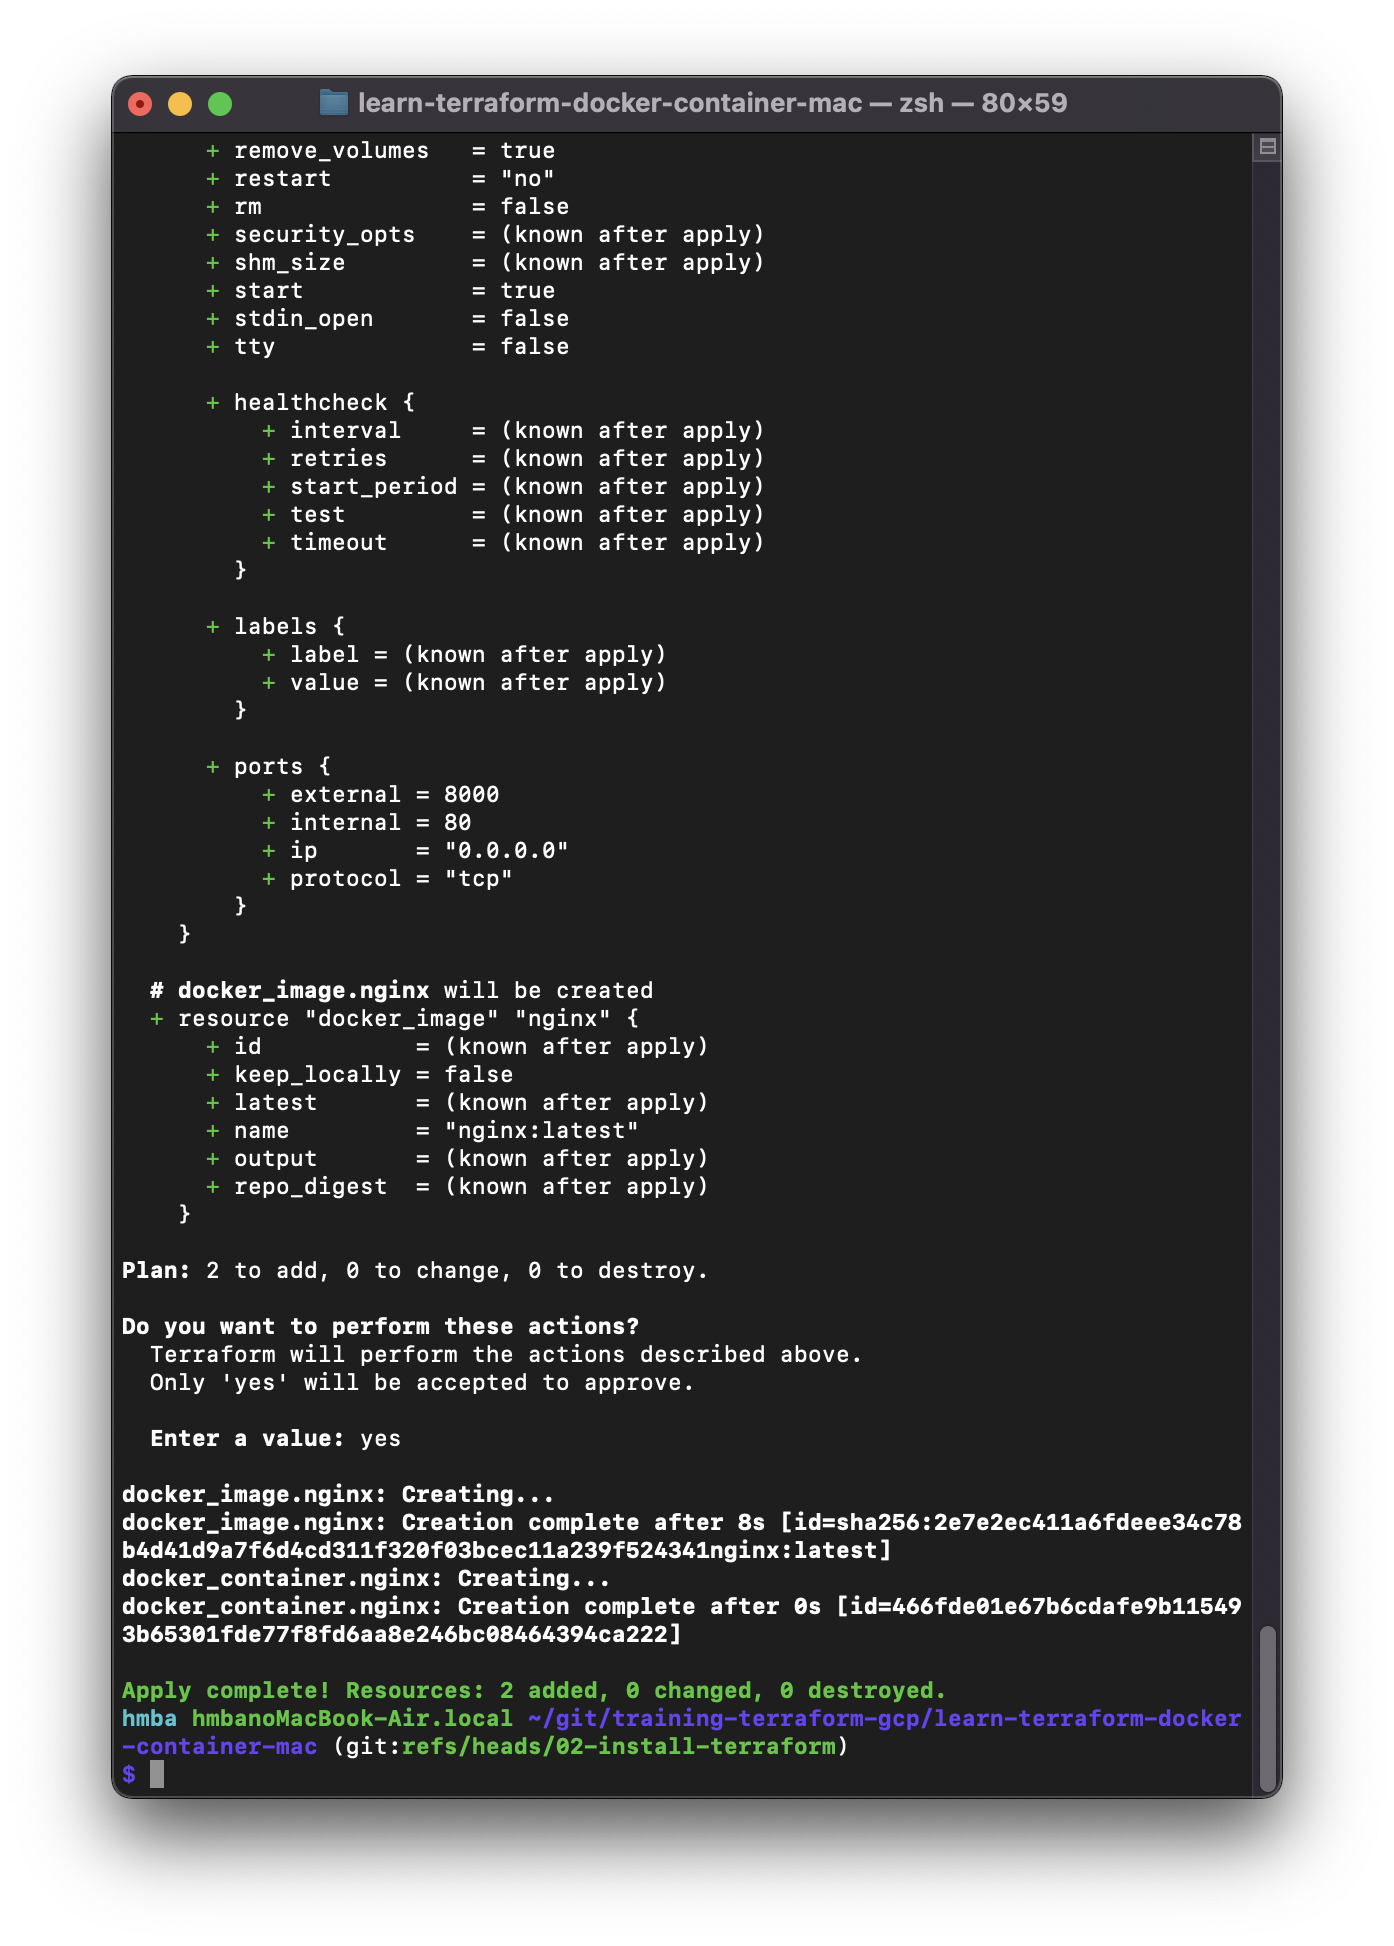 learn-terraform-docker-container-mac — zsh — 80×59
      + remove_volumes   = true
      + restart          = "no"
      + rm               = false
      + security_opts    = (known after apply)
      + shm_size         = (known after apply)
      + start            = true
      + stdin_open       = false
      + tty              = false
      + healthcheck {
          + interval     = (known after apply)
          + retries      = (known after apply)
          + start_period = (known after apply)
          + test         = (known after apply)
          + timeout      = (known after apply)
        }
      + labels {
          + label = (known after apply)
          + value = (known after apply)
        }
      + ports {
          + external = 8000
          + internal = 80
          + ip       = "0.0.0.0"
          + protocol = "tcp"
        }
    }
  # docker_image.nginx will be created
  + resource "docker_image" "nginx" {
      + id           = (known after apply)
      + keep_locally = false
      + latest       = (known after apply)
      + name         = "nginx:latest"
      + output       = (known after apply)
      + repo_digest  = (known after apply)
    }
Plan: 2 to add, 0 to change, 0 to destroy.
Do you want to perform these actions?
  Terraform will perform the actions described above.
  Only 'yes' will be accepted to approve.
  Enter a value: yes
docker_image.nginx: Creating...
docker_image.nginx: Creation complete after 8s [id=sha256:2e7e2ec411a6fdeee34c78
b4d41d9a7f6d4cd311f320f03bcec11a239f524341nginx:latest]
docker_container.nginx: Creating...
docker_container.nginx: Creation complete after 0s [id=466fde01e67b6cdafe9b11549
3b65301fde77f8fd6aa8e246bc08464394ca222]
Apply complete! Resources: 2 added, 0 changed, 0 destroyed.
hmba hmbanoMacBook-Air.local ~/git/training-terraform-gcp/learn-terraform-docker
-container-mac (git:refs/heads/02-install-terraform)
$